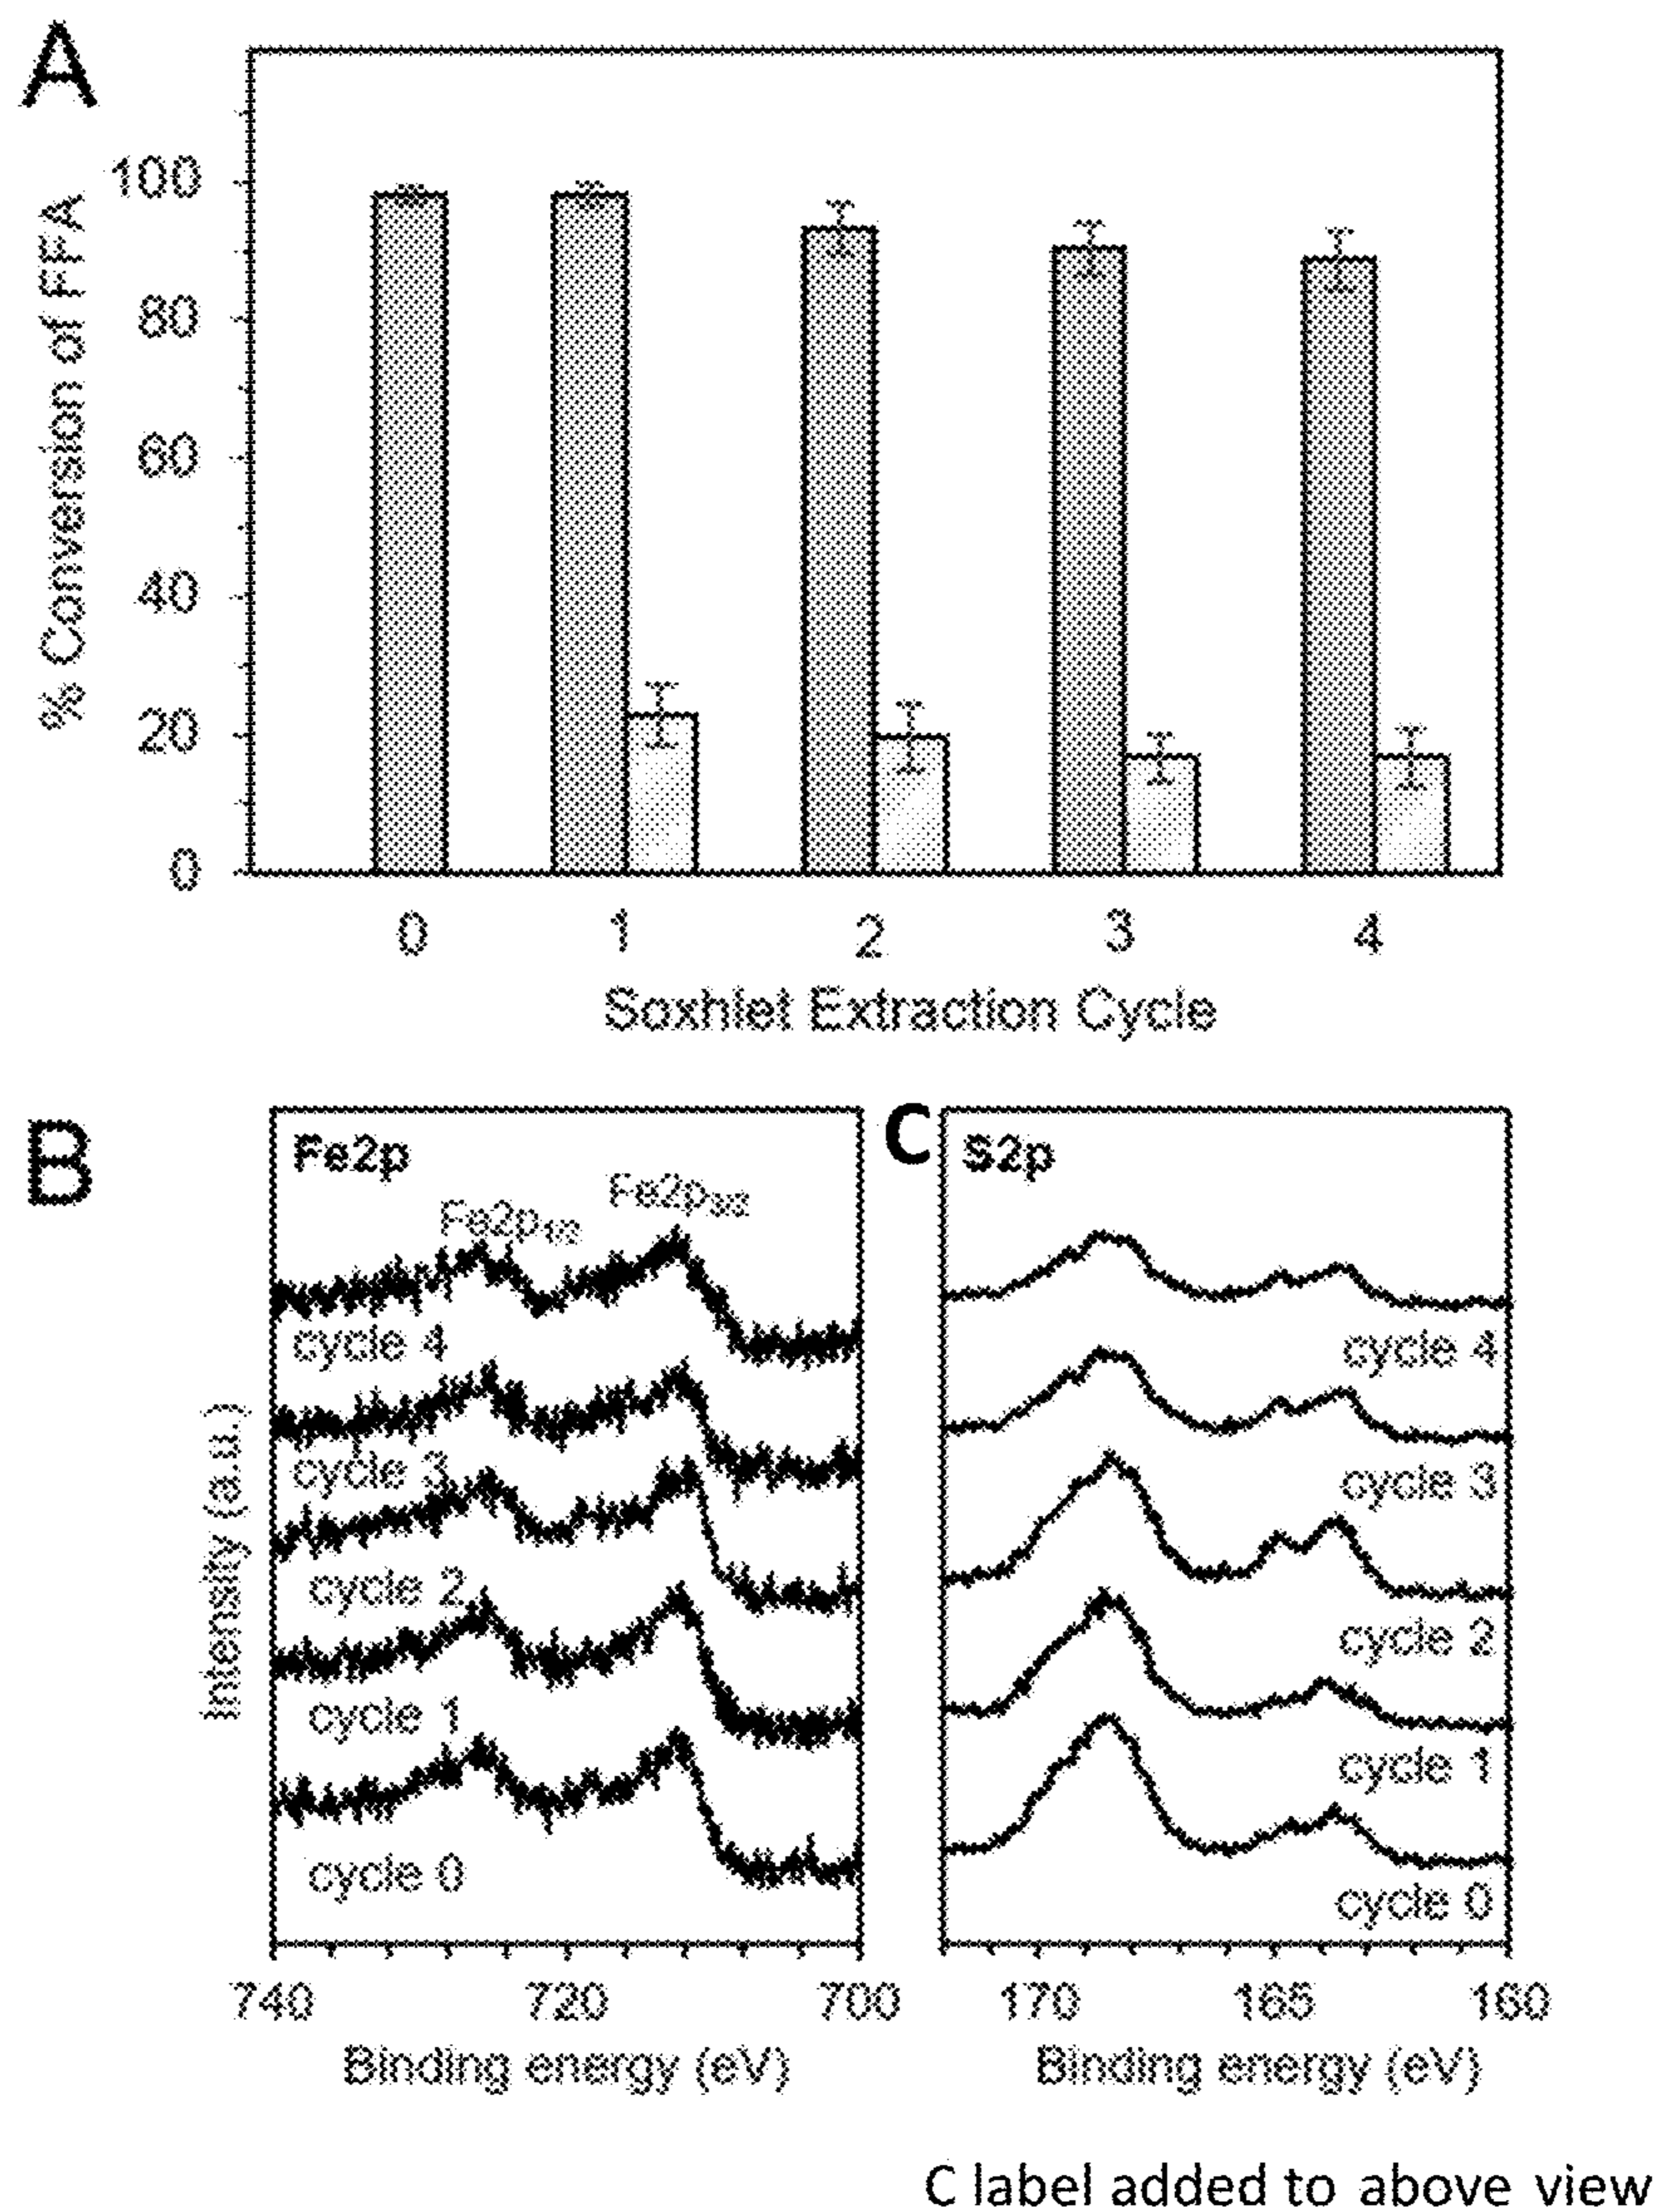 A
% Conversion of FFA
100
80
60
40
20
0
0 1 2 3 4
Soxhlet Extraction Cycle
B
Fe2p
Fe2p1/2
Fe2p3/2
cycle 4
cycle 3
cycle 2
cycle 1
cycle 0
Intensity (a.u.)
740 720 700
Binding energy (eV)
C
S2p
cycle 4
cycle 3
cycle 2
cycle 1
cycle 0
170 165 160
Binding energy (eV)
C label added to above view